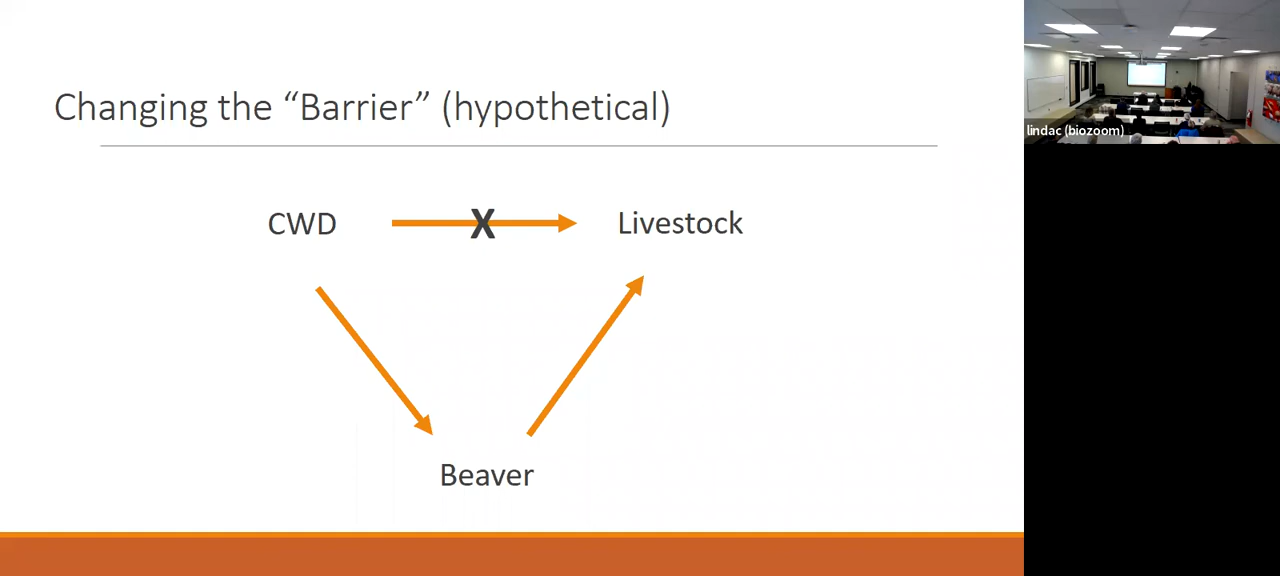 Changing the “Barrier” (hypothetical)
CWD X Livestock
Beaver
lindac (biozoom)